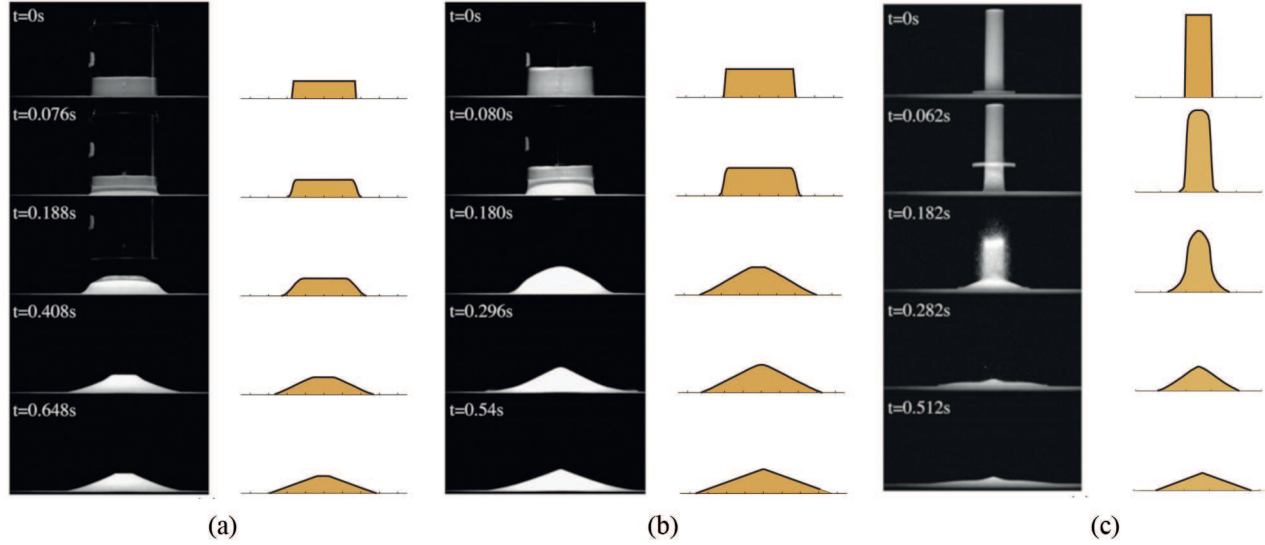 t=0s
t=0.076s
t=0.188s
t=0.408s
t=0.648s
t=0s
t=0.080s
t=0.180s
t=0.296s
t=0.54s
t=0s
t=0.062s
t=0.182s
t=0.282s
t=0.512s
(a)
(b)
(c)